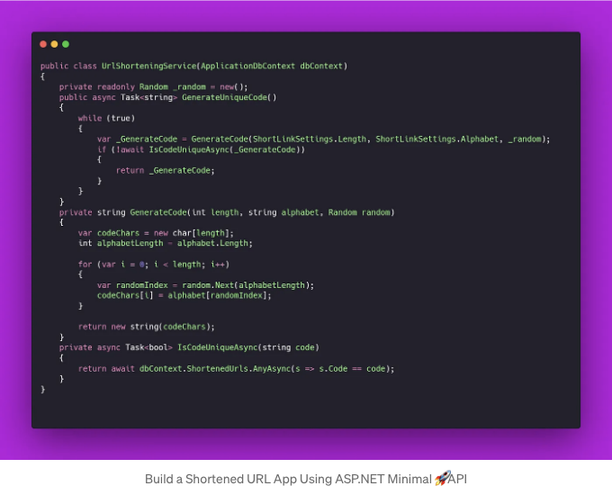 public class UrlShorteningService(ApplicationDbContext dbContext)
{
    private readonly Random _random = new();
    public async Task<string> GenerateUniqueCode()
    {
        while (true)
        {
            var _GenerateCode = GenerateCode(ShortLinkSettings.Length, ShortLinkSettings.Alphabet, _random);
            if (!await IsCodeUniqueAsync(_GenerateCode))
            {
                return _GenerateCode;
            }
        }
    }
    private string GenerateCode(int length, string alphabet, Random random)
    {
        var codeChars = new char[length];
        int alphabetLength = alphabet.Length;

        for (var i = 0; i < length; i++)
        {
            var randomIndex = random.Next(alphabetLength);
            codeChars[i] = alphabet[randomIndex];
        }

        return new string(codeChars);
    }
    private async Task<bool> IsCodeUniqueAsync(string code)
    {
        return await dbContext.ShortenedUrls.AnyAsync(s => s.Code == code);
    }
}
Build a Shortened URL App Using ASP.NET Minimal 🚀API